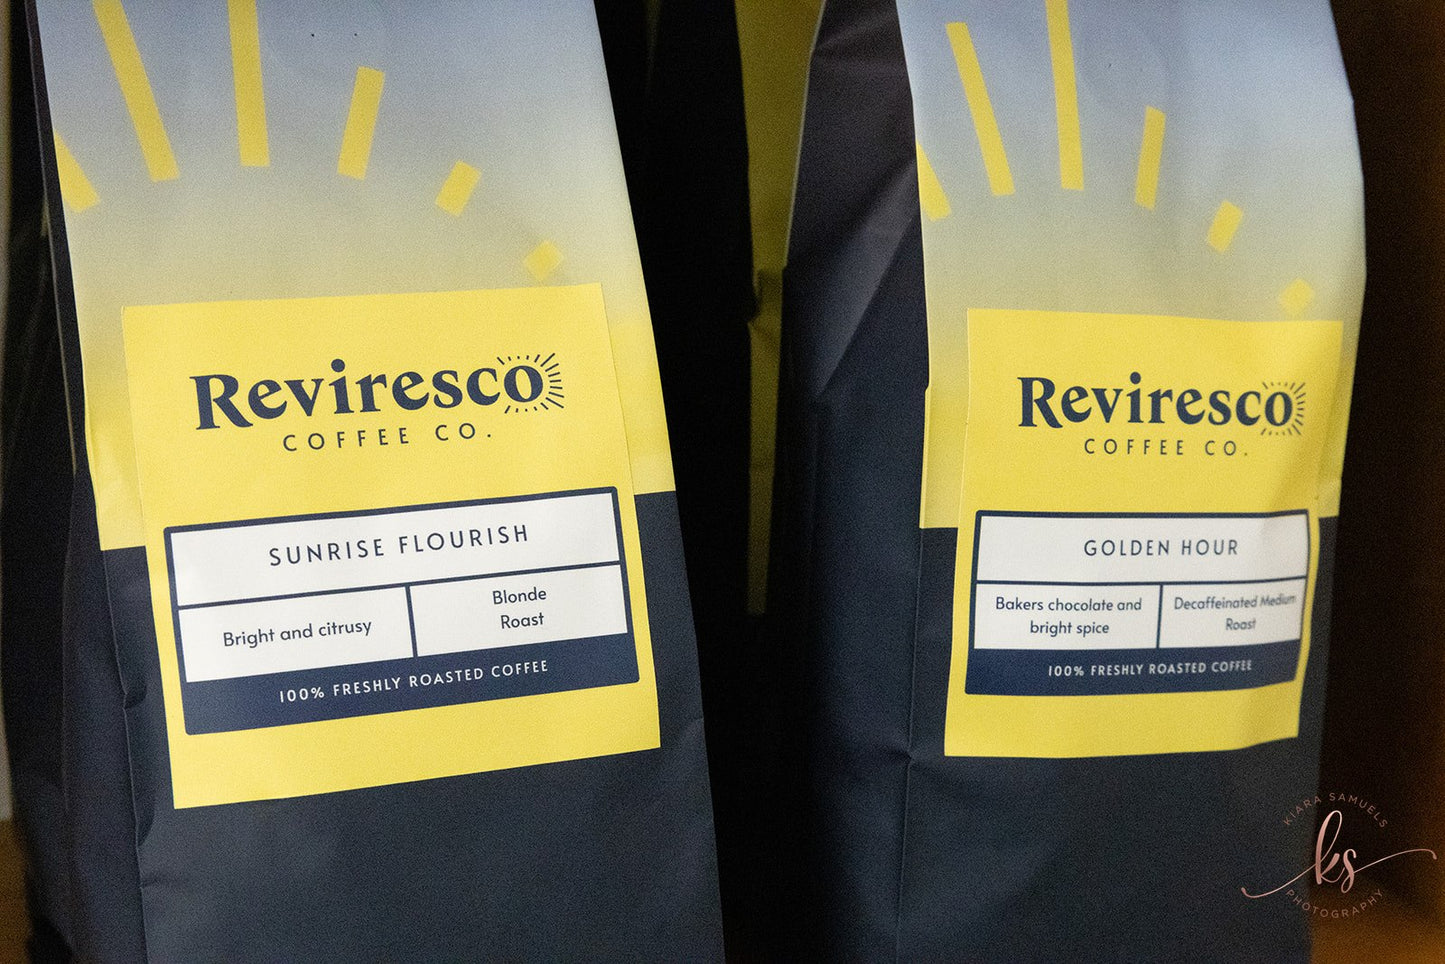 Reviresco
COFFEE CO.
SUNRISE FLOURISH
Bright and citrusy
Blonde
Roast
100% FRESHLY ROASTED COFFEE
Reviresco
COFFEE CO.
GOLDEN HOUR
Bakers chocolate and
bright spice
Decaffeinated Medium
Roast
100% FRESHLY ROASTED COFFEE
KIARA SAMUELS
ks
PHOTOGRAPHY